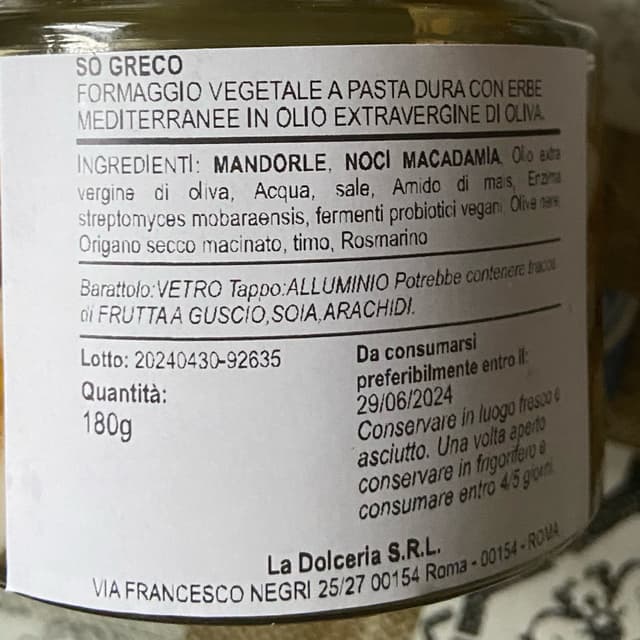 SO GRECO
FORMAGGIO VEGETALE A PASTA DURA CON ERBE
MEDITERRANEE IN OLIO EXTRAVERGINE DI OLIVA.
INGREDIENTI: MANDORLE, NOCI MACADAMIA, Olio extra
vergine di oliva, Acqua, sale, Amido di mais, Enzima
streptomyces mobaraensis, fermenti probiotici vegani, Olive nere,
Origano secco macinato, timo, Rosmarino
Barattolo:VETRO Tappo:ALLUMINIO Potrebbe contenere tracce
di FRUTTA A GUSCIO,SOIA,ARACHIDI.
Lotto: 20240430-92635
Quantità:
180g
Da consumarsi
preferibilmente entro il:
29/06/2024
Conservare in luogo fresco e
asciutto. Una volta aperto
conservare in frigorifero e
consumare entro 4/5 giorni.
La Dolceria S.R.L.
VIA FRANCESCO NEGRI 25/27 00154 Roma - 00154 - ROMA